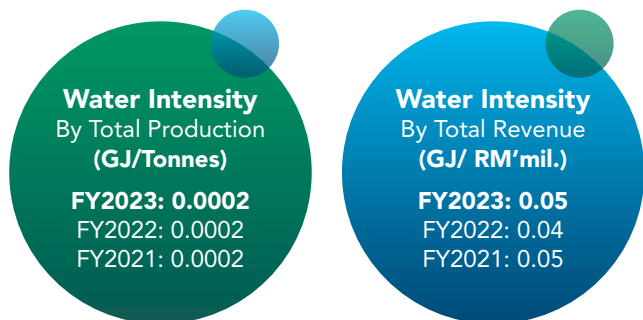 Water Intensity
By Total Production
(GJ/Tonnes)
FY2023: 0.0002
FY2022: 0.0002
FY2021: 0.0002
Water Intensity
By Total Revenue
(GJ/ RM’mil.)
FY2023: 0.05
FY2022: 0.04
FY2021: 0.05